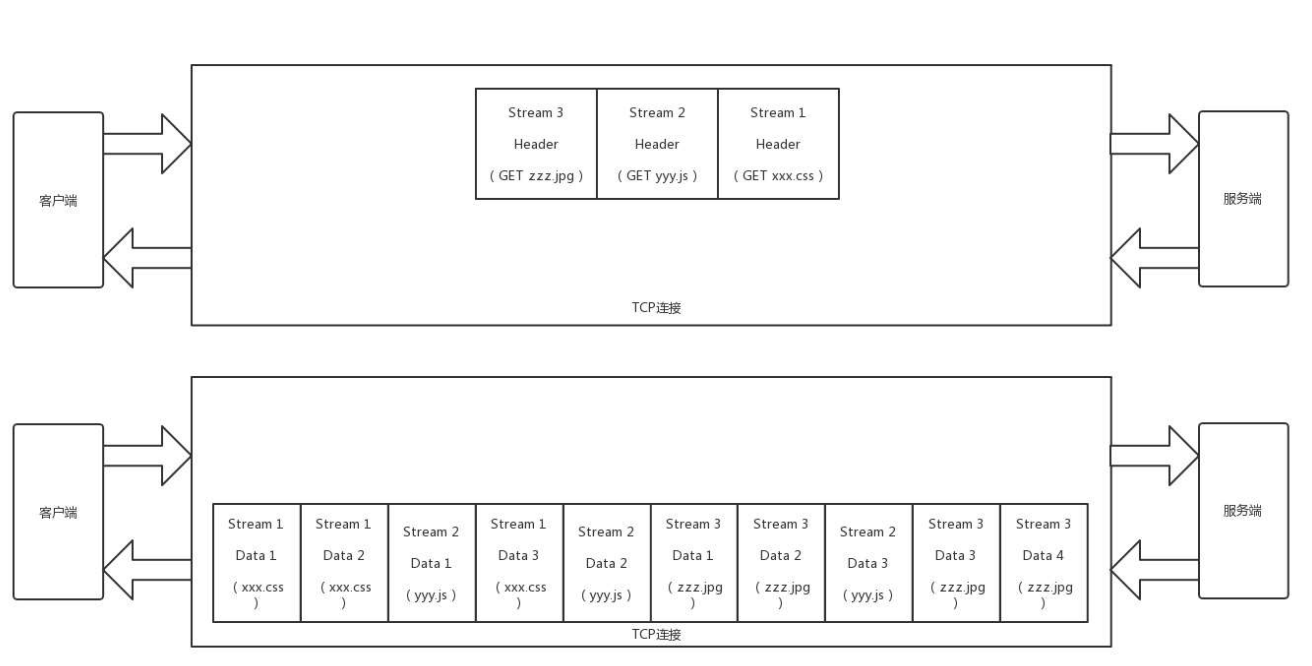 Stream 3
Header
( GET zzz.jpg )
Stream 2
Header
( GET yyy.js )
Stream 1
Header
( GET xxx.css )
客户端
服务端
TCP连接
客户端
服务端
Stream 1
Data 1
( xxx.css
)
Stream 1
Data 2
( xxx.css
)
Stream 2
Data 1
( yyy.js )
Stream 1
Data 3
( xxx.css
)
Stream 2
Data 2
( yyy.js )
Stream 3
Data 1
( zzz.jpg
)
Stream 3
Data 2
( zzz.jpg
)
Stream 2
Data 3
( yyy.js )
Stream 3
Data 3
( zzz.jpg
)
Stream 3
Data 4
( zzz.jpg
)
TCP连接